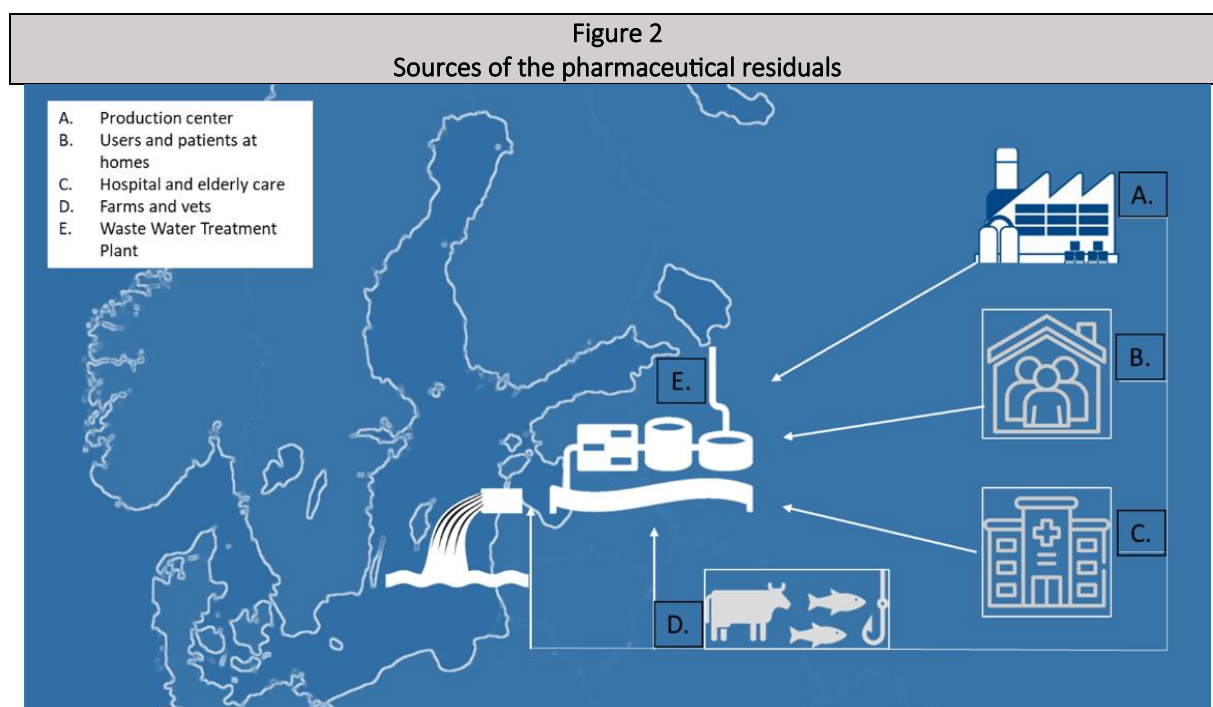 Figure 2
Sources of the pharmaceutical residuals
A. Production center
B. Users and patients at
homes
C. Hospital and elderly care
D. Farms and vets
E. Waste Water Treatment
Plant
A.
B.
E.
C.
D.